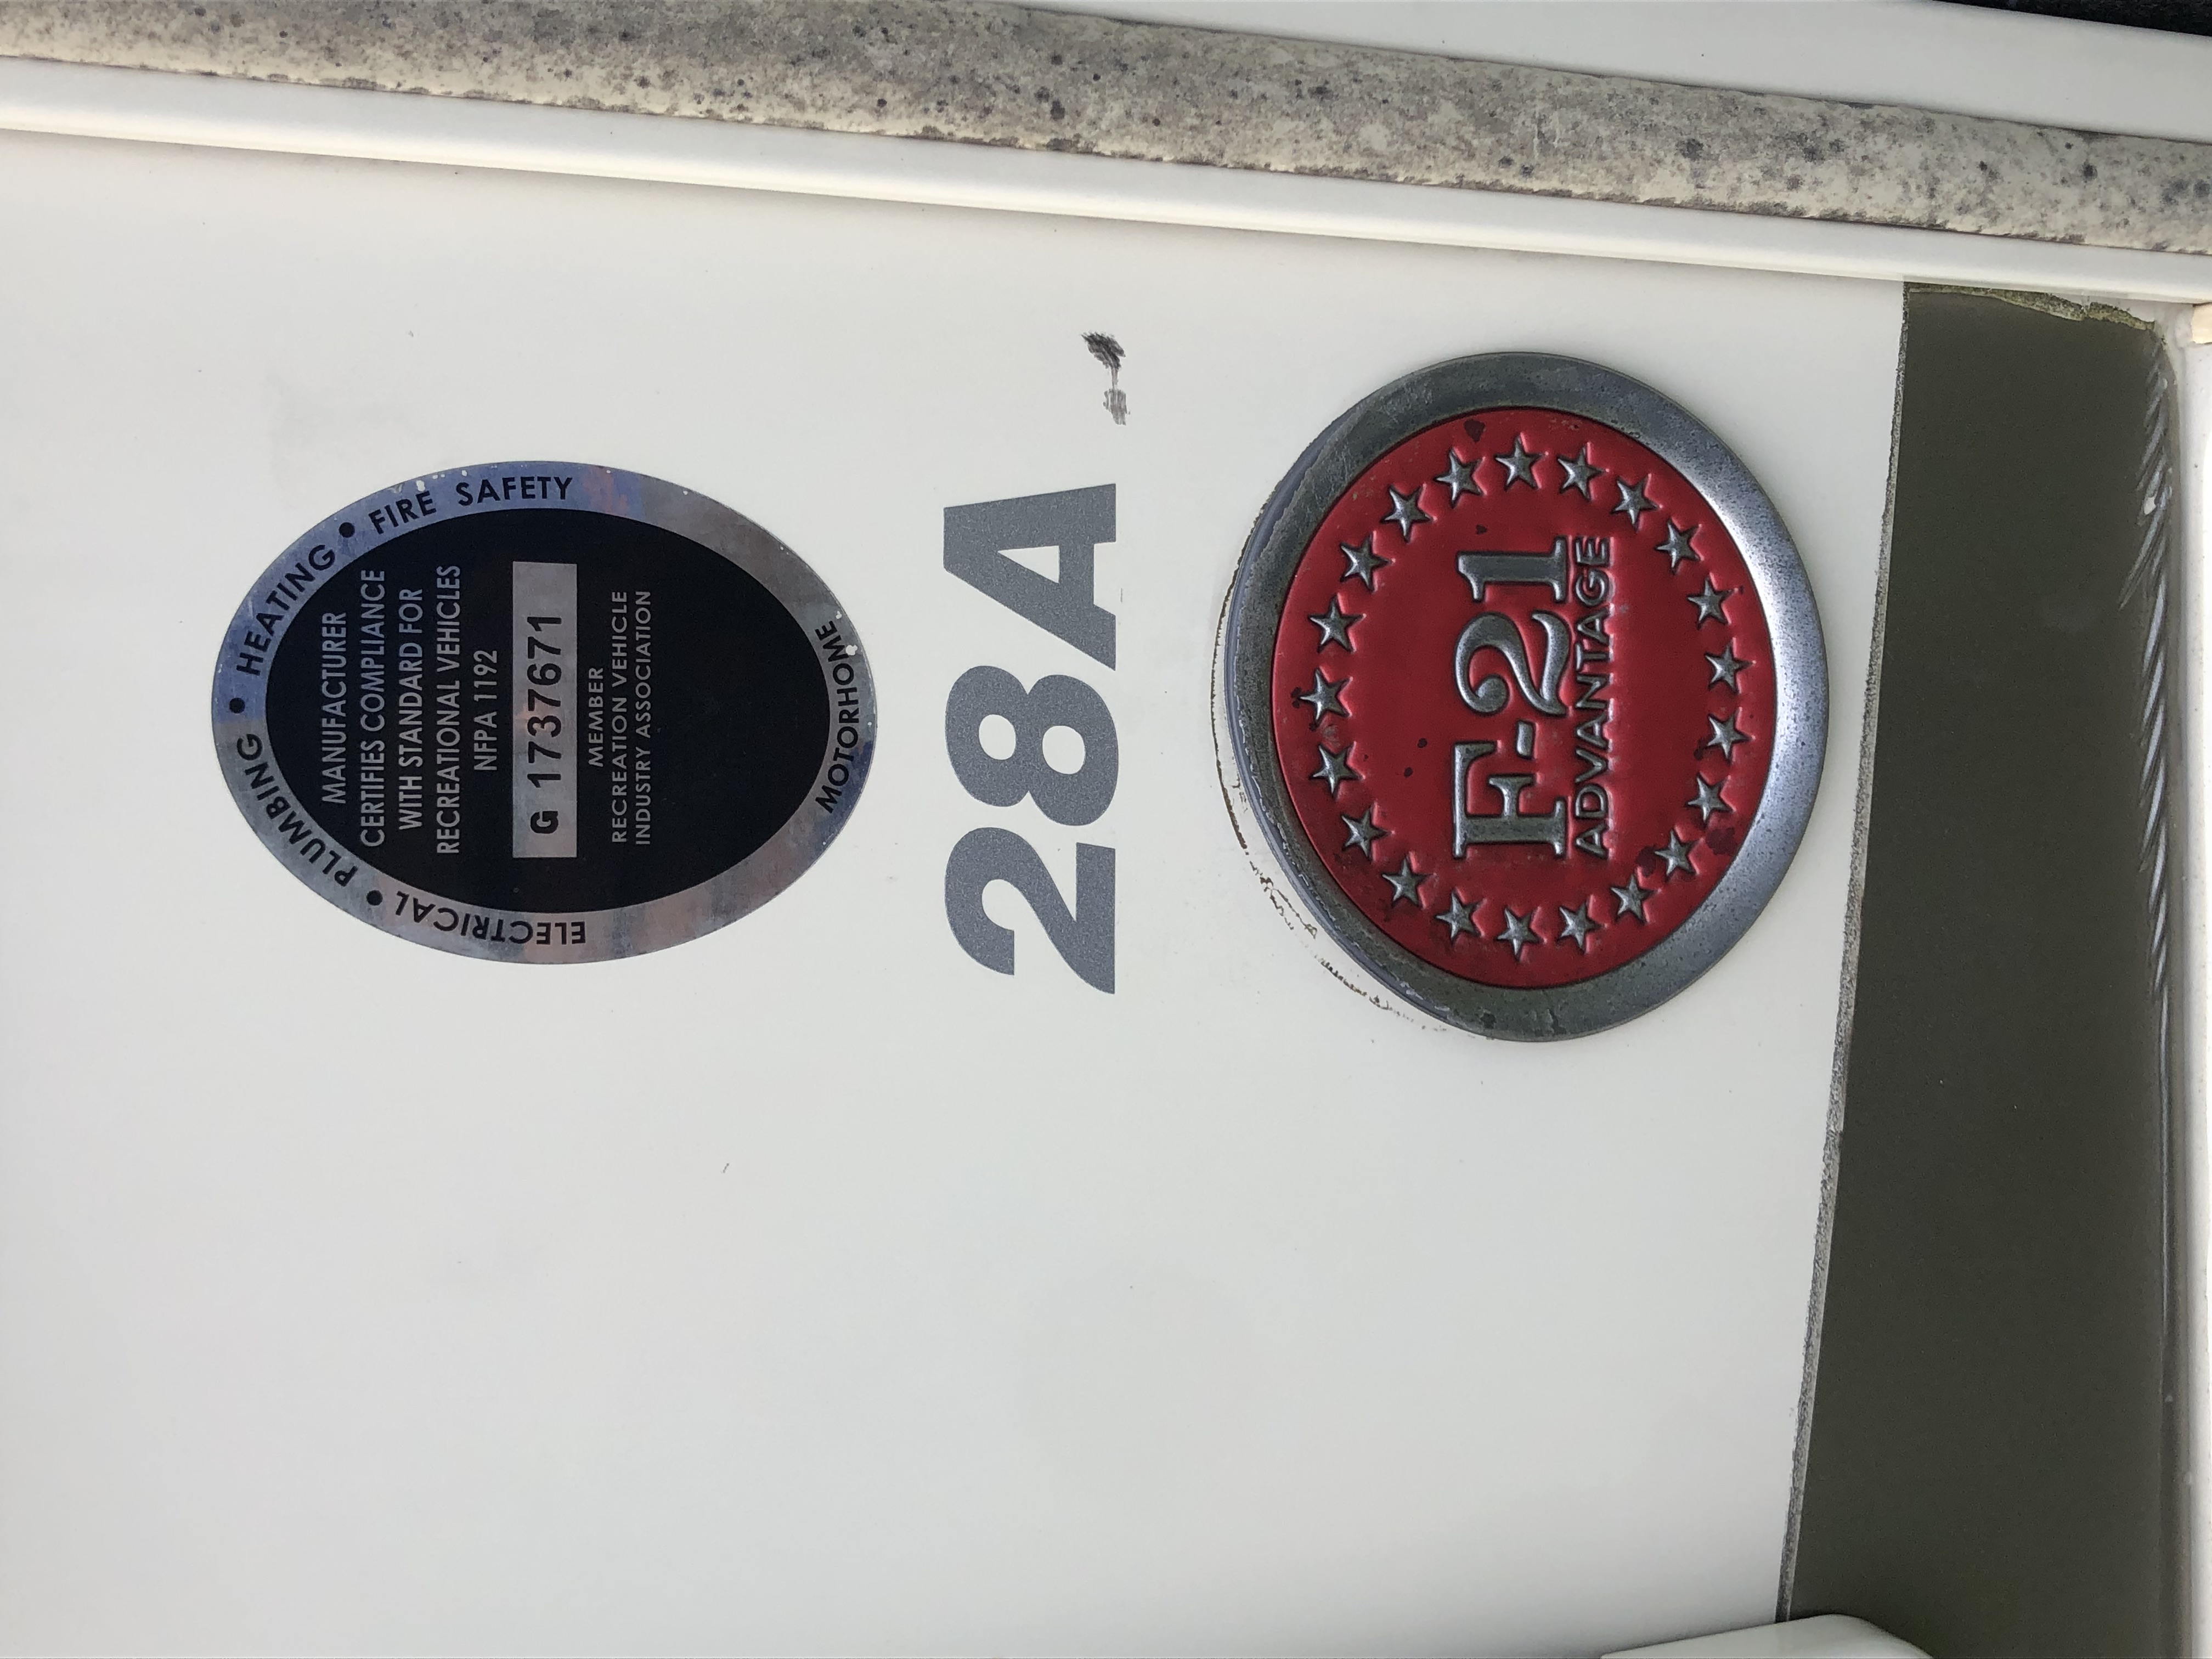 ELECTRICAL • PLUMBING • HEATING • FIRE SAFETY
MANUFACTURER
CERTIFIES COMPLIANCE
WITH STANDARD FOR
RECREATIONAL VEHICLES
NFPA 1192
G 1737671
MEMBER
RECREATION VEHICLE
INDUSTRY ASSOCIATION
MOTORHOME
28A
F-21
ADVANTAGE